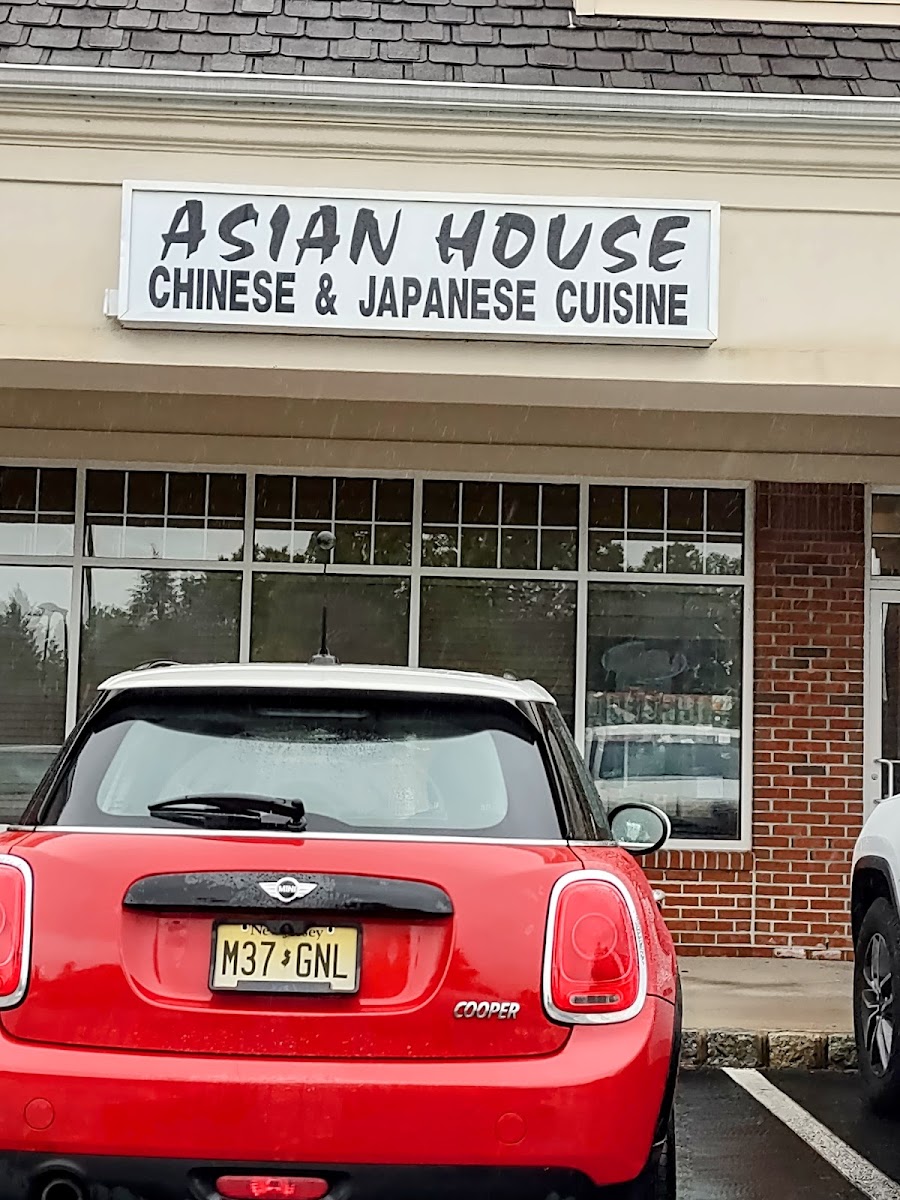 ASIAN HOUSE
CHINESE & JAPANESE CUISINE
MINI
New Jersey
M37 GNL
COOPER